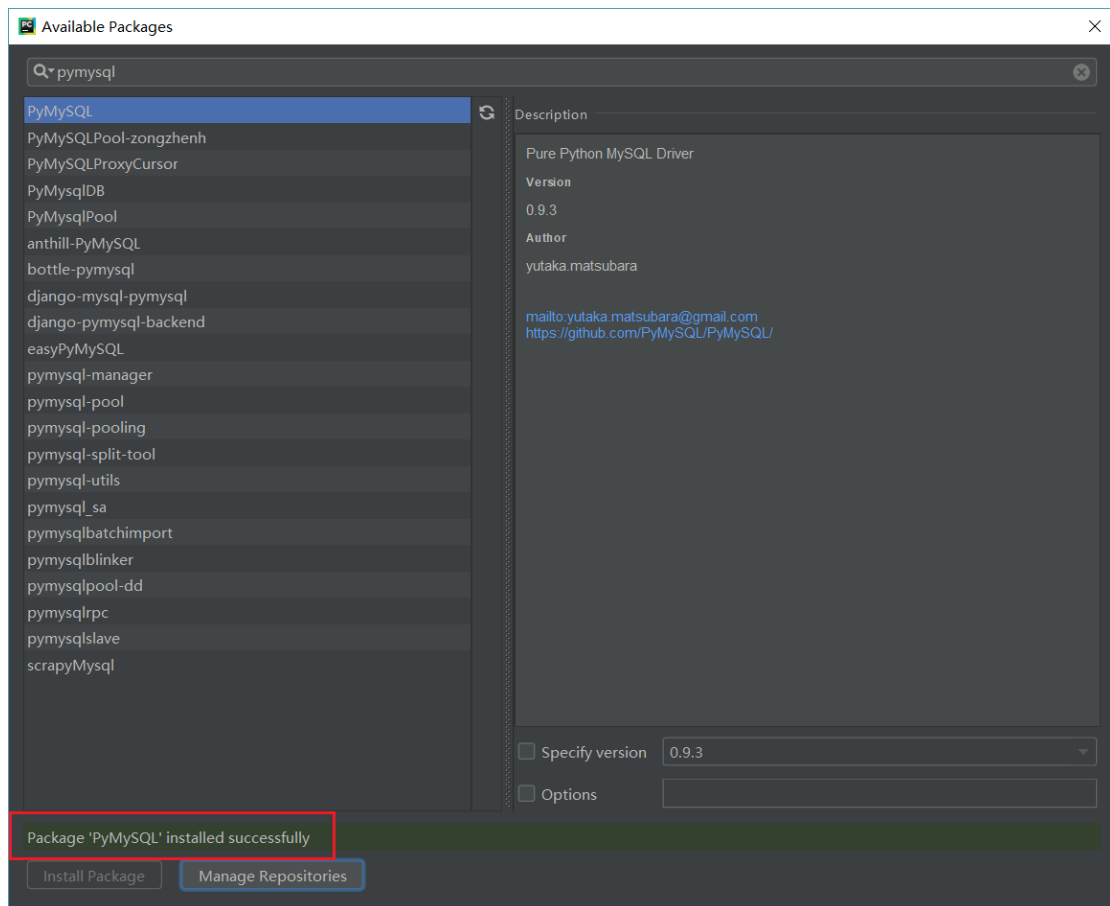 Available Packages
pymysql
PyMySQL
PyMySQLPool-zongzhenh
PyMySQLProxyCursor
PyMysqlDB
PyMysqlPool
anthill-PyMySQL
bottle-pymysql
django-mysql-pymysql
django-pymysql-backend
easyPyMySQL
pymysql-manager
pymysql-pool
pymysql-pooling
pymysql-split-tool
pymysql-utils
pymysql_sa
pymysqlbatchimport
pymysqlblinker
pymysqlpool-dd
pymysqlrpc
pymysqlslave
scrapyMysql
Description
Pure Python MySQL Driver
Version
0.9.3
Author
yutaka.matsubara
mailto:yutaka.matsubara@gmail.com
https://github.com/PyMySQL/PyMySQL/
Specify version 0.9.3
Options
Package 'PyMySQL' installed successfully
Install Package Manage Repositories